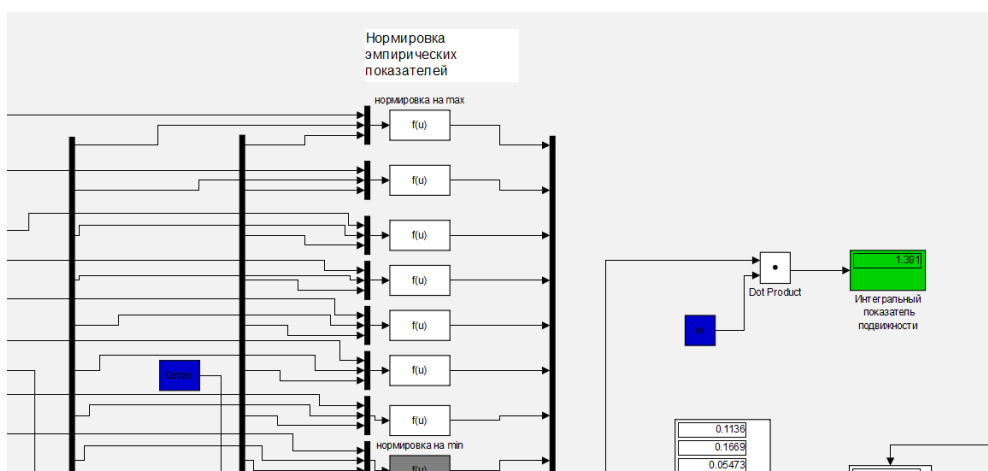 Нормировка
эмпирических
показателей
нормировка на max
f(u)
f(u)
f(u)
f(u)
f(u)
f(u)
f(u)
нормировка на min
f(u)
Dot Product
1.391
Интегральный
показатель
подвижности
W
0.1136
0.1669
0.05473